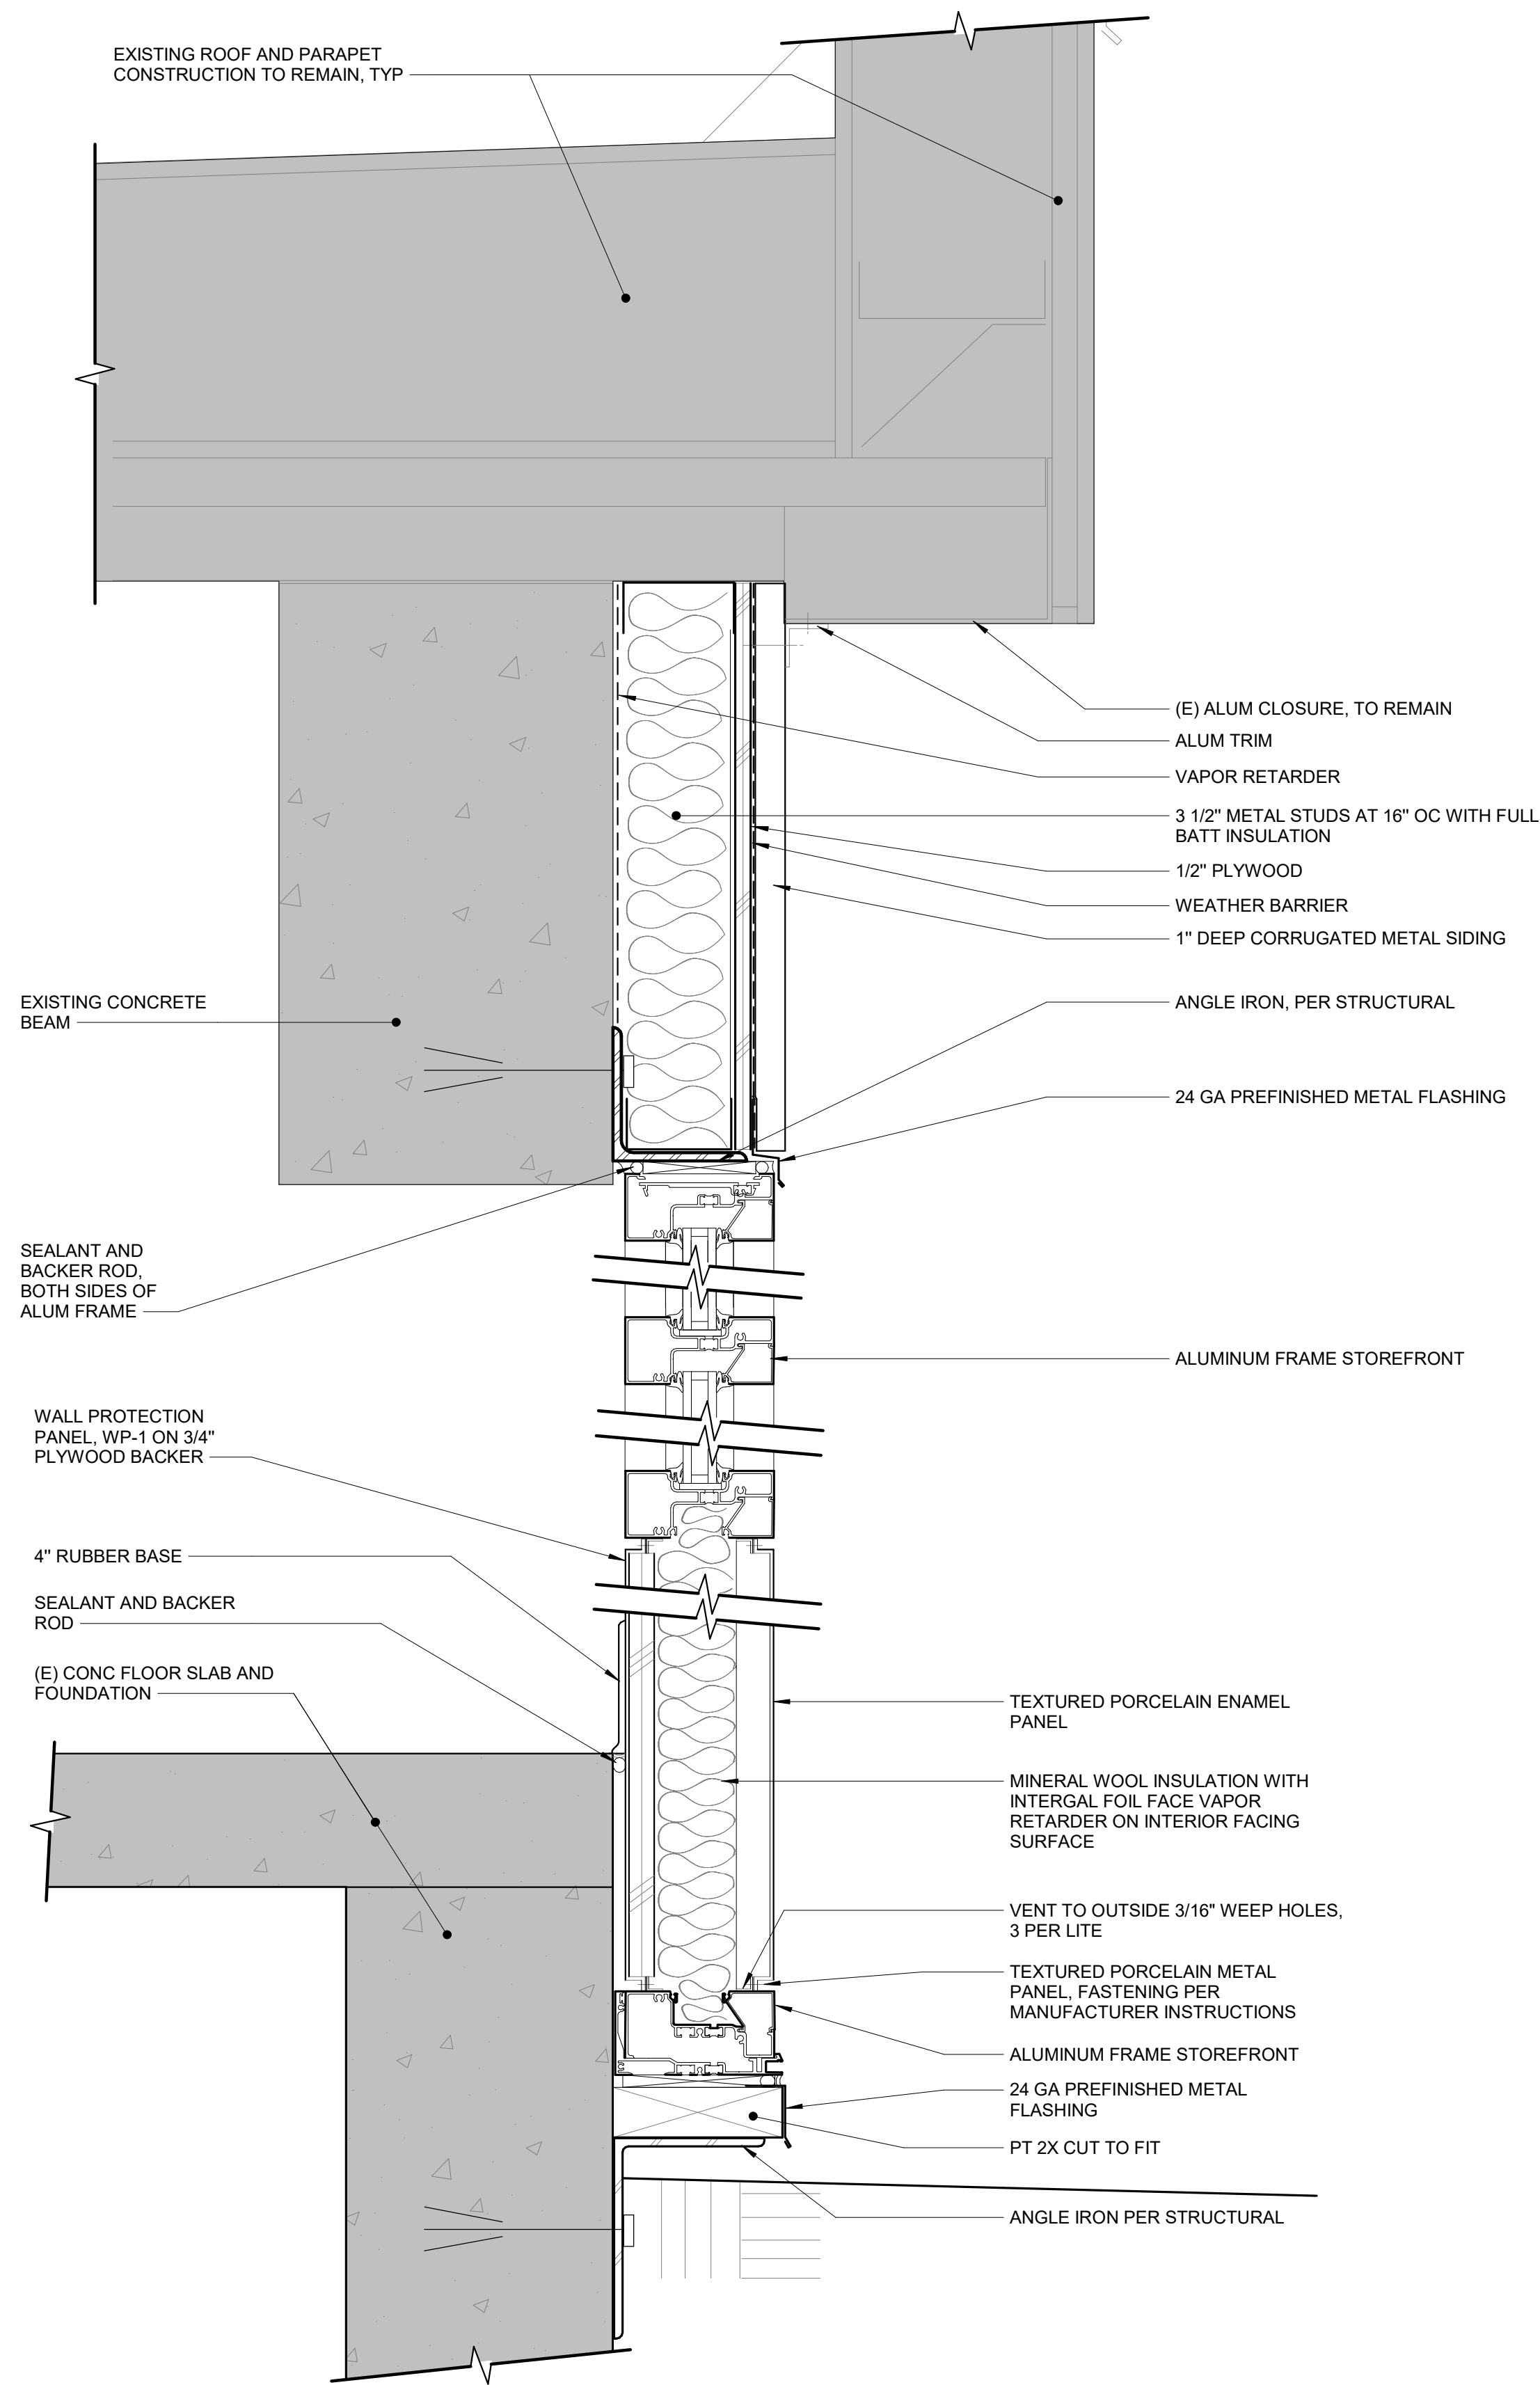 EXISTING ROOF AND PARAPET
CONSTRUCTION TO REMAIN, TYP
(E) ALUM CLOSURE, TO REMAIN
ALUM TRIM
VAPOR RETARDER
3 1/2" METAL STUDS AT 16" OC WITH FULL
BATT INSULATION
1/2" PLYWOOD
WEATHER BARRIER
1" DEEP CORRUGATED METAL SIDING
EXISTING CONCRETE
BEAM
ANGLE IRON, PER STRUCTURAL
24 GA PREFINISHED METAL FLASHING
SEALANT AND
BACKER ROD,
BOTH SIDES OF
ALUM FRAME
ALUMINUM FRAME STOREFRONT
WALL PROTECTION
PANEL, WP-1 ON 3/4"
PLYWOOD BACKER
4" RUBBER BASE
SEALANT AND BACKER
ROD
(E) CONC FLOOR SLAB AND
FOUNDATION
TEXTURED PORCELAIN ENAMEL
PANEL
MINERAL WOOL INSULATION WITH
INTERGAL FOIL FACE VAPOR
RETARDER ON INTERIOR FACING
SURFACE
VENT TO OUTSIDE 3/16" WEEP HOLES,
3 PER LITE
TEXTURED PORCELAIN METAL
PANEL, FASTENING PER
MANUFACTURER INSTRUCTIONS
ALUMINUM FRAME STOREFRONT
24 GA PREFINISHED METAL
FLASHING
PT 2X CUT TO FIT
ANGLE IRON PER STRUCTURAL